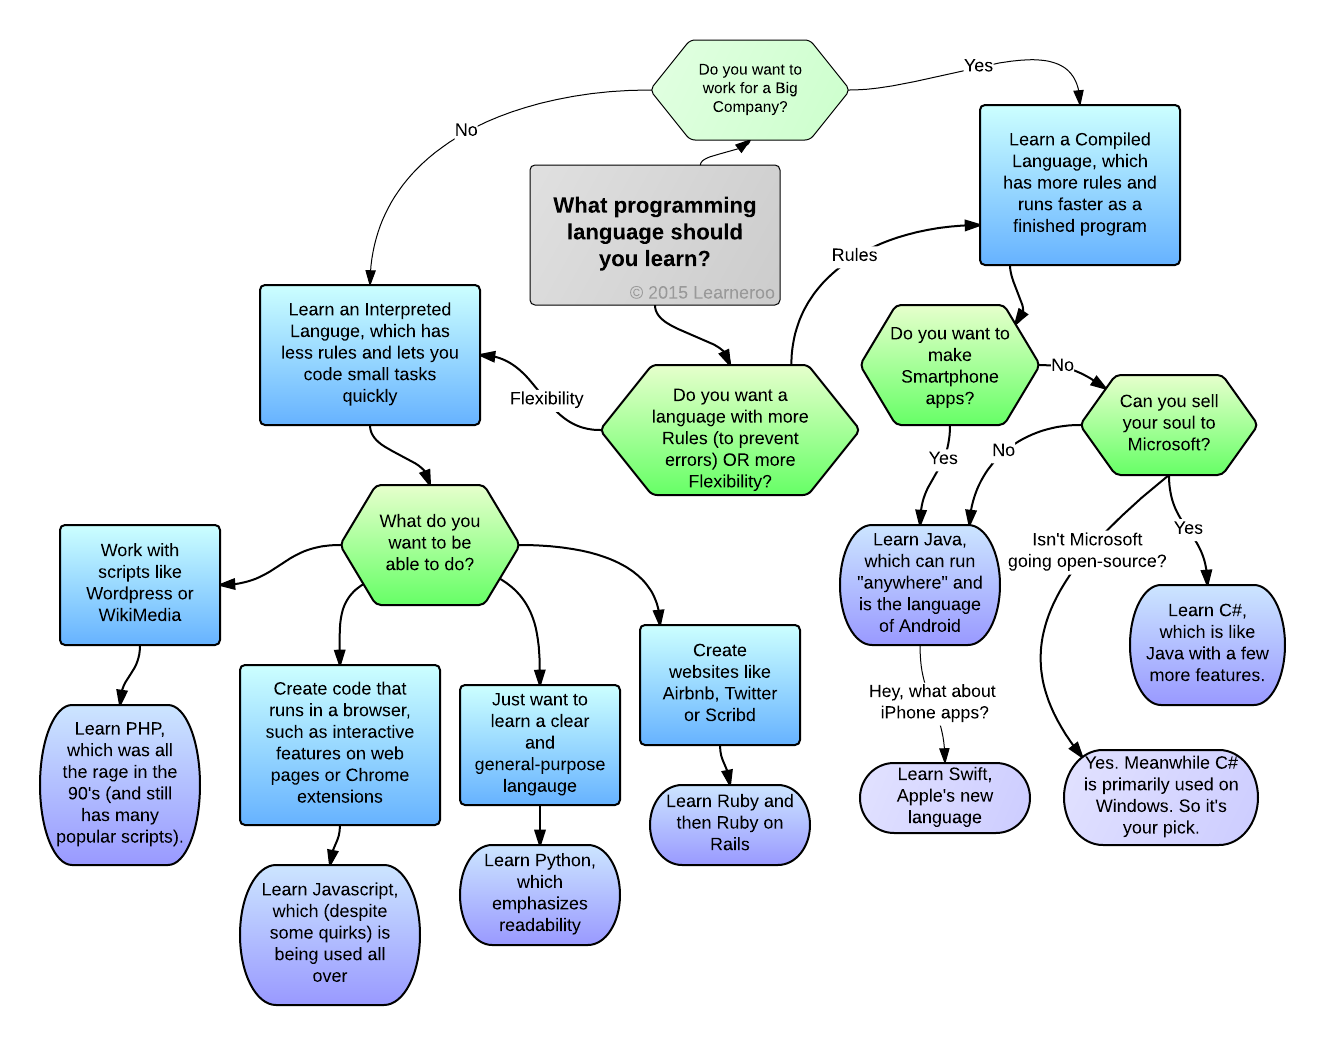 Do you want to
work for a Big
Company?
Yes
No
Learn a Compiled
Language, which
has more rules and
runs faster as a
finished program
What programming
language should
you learn?
© 2015 Learneroo
Rules
Learn an Interpreted
Languge, which has
less rules and lets you
code small tasks
quickly
Flexibility
Do you want a
language with more
Rules (to prevent
errors) OR more
Flexibility?
Do you want to
make
Smartphone
apps?
No
Can you sell
your soul to
Microsoft?
Yes
No
What do you
want to be
able to do?
Work with
scripts like
Wordpress or
WikiMedia
Learn Java,
which can run
"anywhere" and
is the language
of Android
Isn't Microsoft
going open-source?
Yes
Learn C#,
which is like
Java with a few
more features.
Create code that
runs in a browser,
such as interactive
features on web
pages or Chrome
extensions
Just want to
learn a clear
and
general-purpose
langauge
Create
websites like
Airbnb, Twitter
or Scribd
Hey, what about
iPhone apps?
Learn PHP,
which was all
the rage in the
90's (and still
has many
popular scripts).
Learn Ruby and
then Ruby on
Rails
Learn Swift,
Apple's new
language
Yes. Meanwhile C#
is primarily used on
Windows. So it's
your pick.
Learn Javascript,
which (despite
some quirks) is
being used all
over
Learn Python,
which
emphasizes
readability